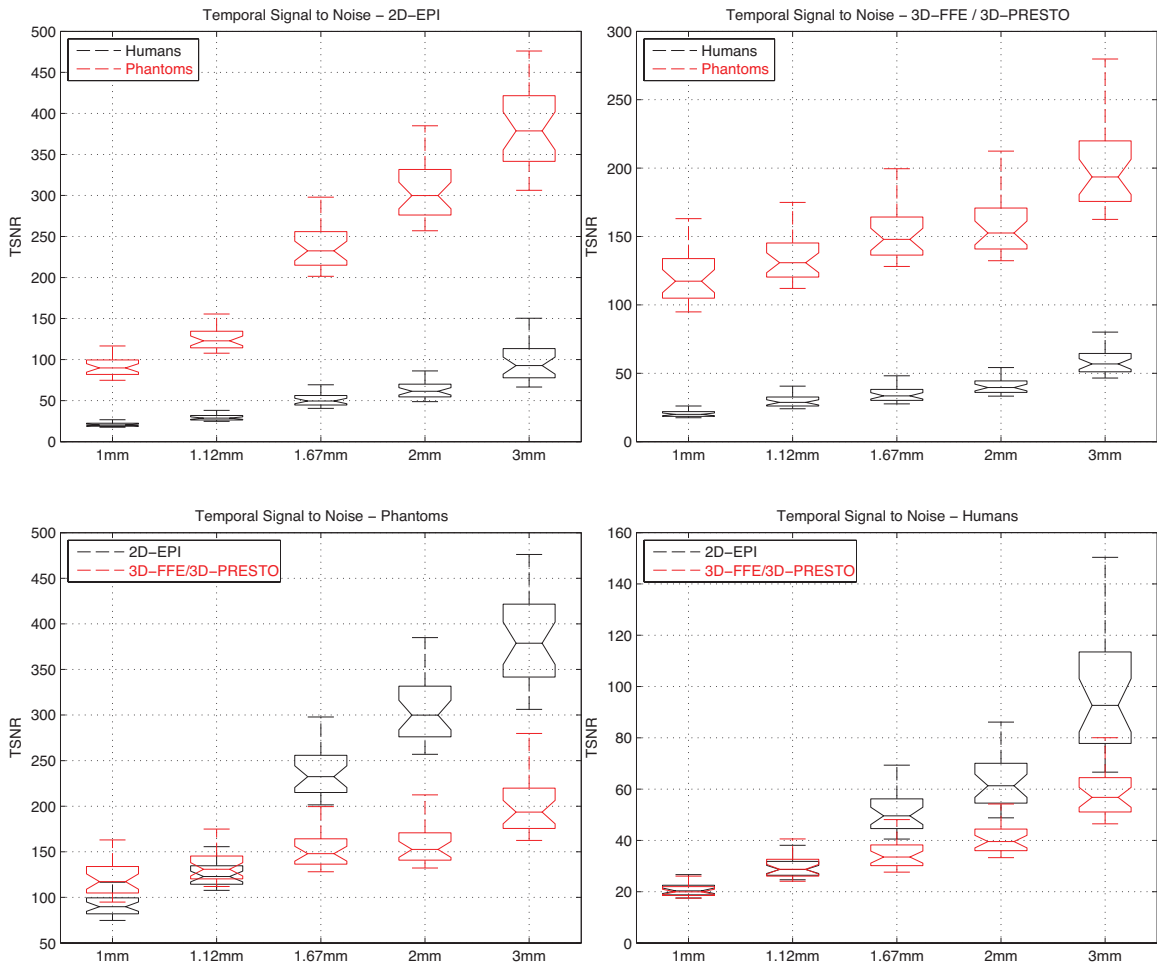 Temporal Signal to Noise – 2D–EPI
500
450
400
350
300
250
200
150
100
50
0
TSNR
Humans
Phantoms
1mm 1.12mm 1.67mm 2mm 3mm
Temporal Signal to Noise – 3D–FFE / 3D–PRESTO
300
250
200
150
100
50
0
TSNR
Humans
Phantoms
1mm 1.12mm 1.67mm 2mm 3mm
Temporal Signal to Noise – Phantoms
500
450
400
350
300
250
200
150
100
50
TSNR
2D–EPI
3D–FFE/3D–PRESTO
1mm 1.12mm 1.67mm 2mm 3mm
Temporal Signal to Noise – Humans
160
140
120
100
80
60
40
20
0
TSNR
2D–EPI
3D–FFE/3D–PRESTO
1mm 1.12mm 1.67mm 2mm 3mm